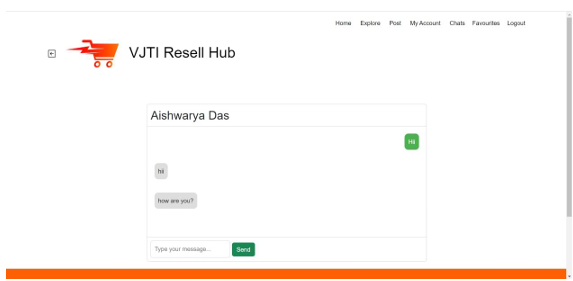 Home Explore Post My Account Chats Favourites Logout
VJTI Resell Hub
Aishwarya Das
Hii
hii
how are you?
Type your message...
Send